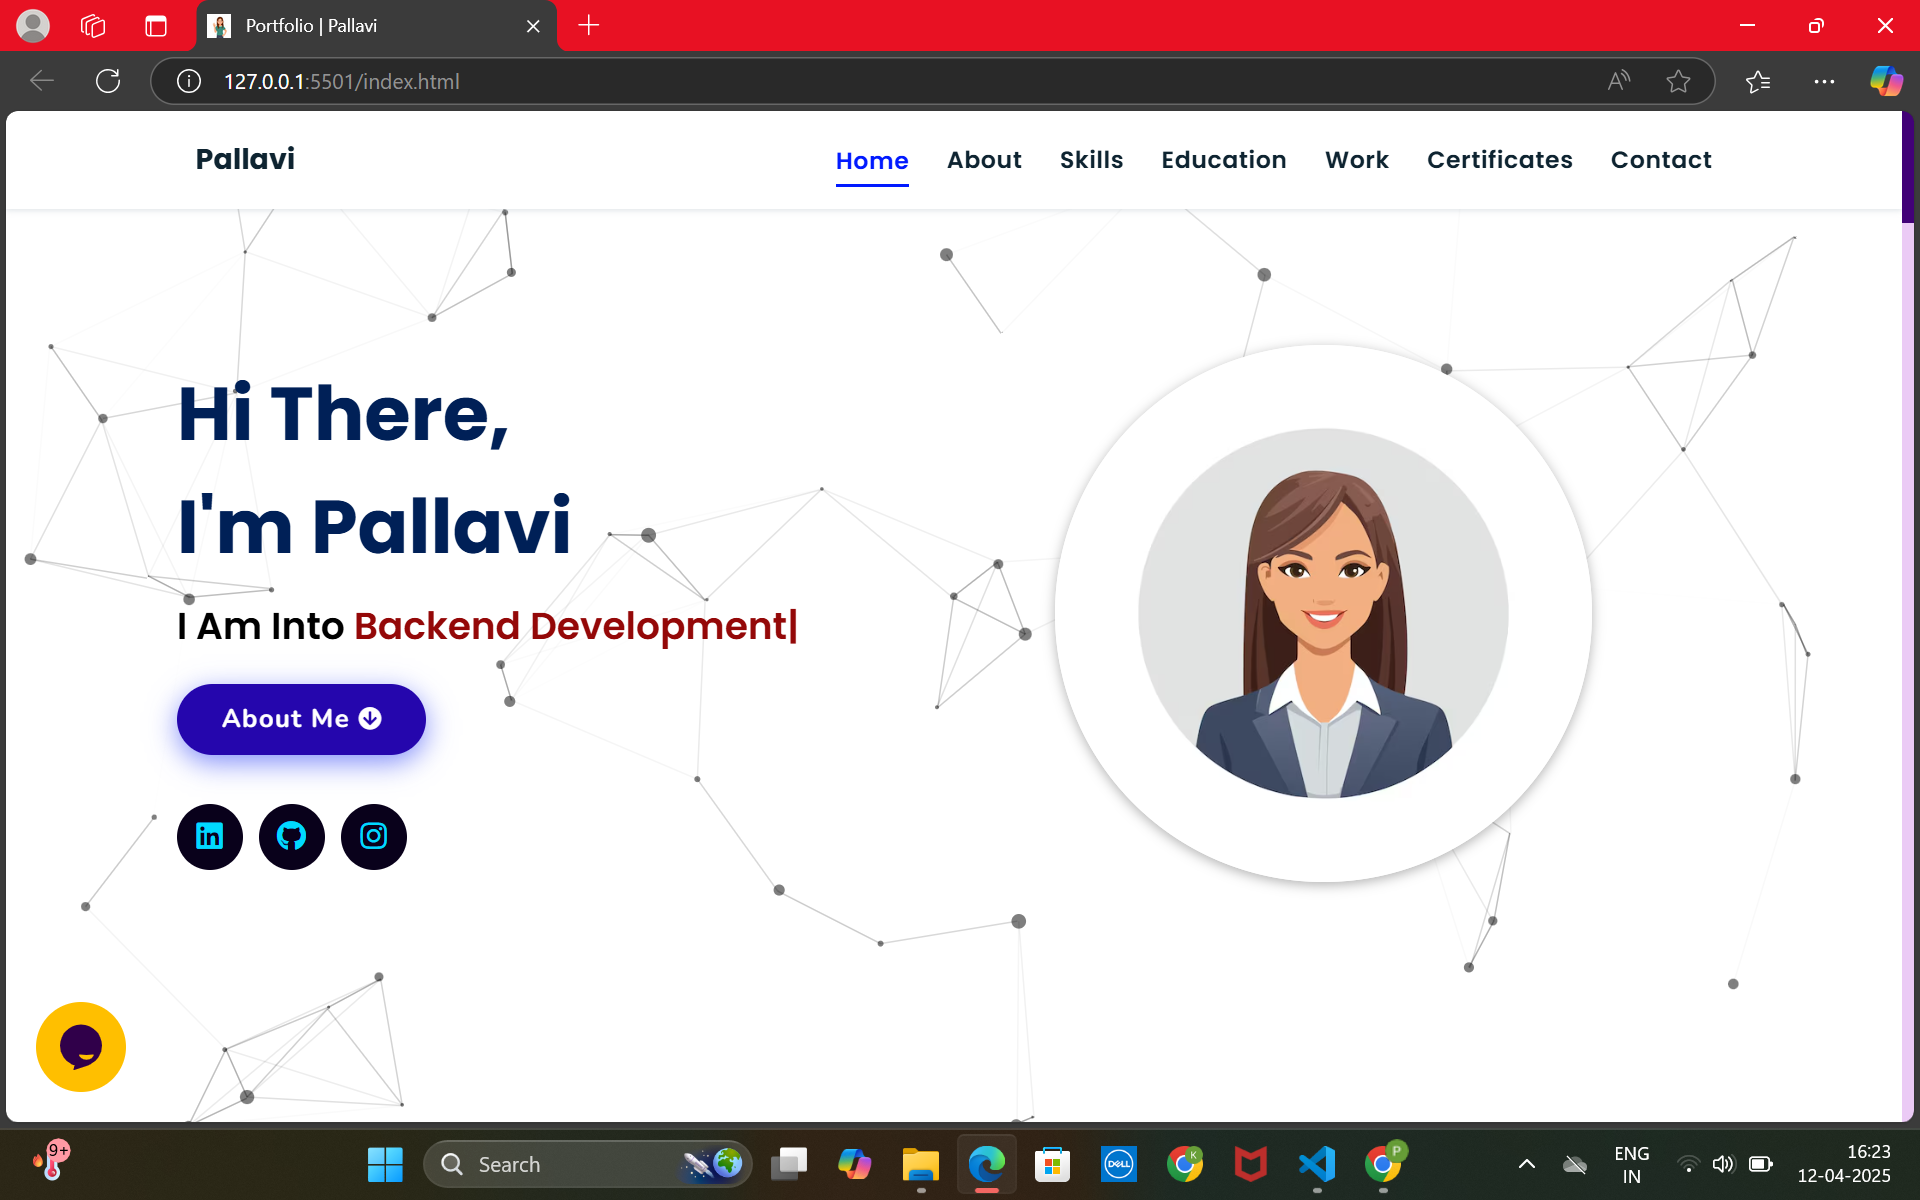 Portfolio | Pallavi
127.0.0.1:5501/index.html
Pallavi
Home About Skills Education Work Certificates Contact
Hi There,
I'm Pallavi
I Am Into Backend Development|
About Me
9+
Search
DELL
K
P
ENG
IN
16:23
12-04-2025